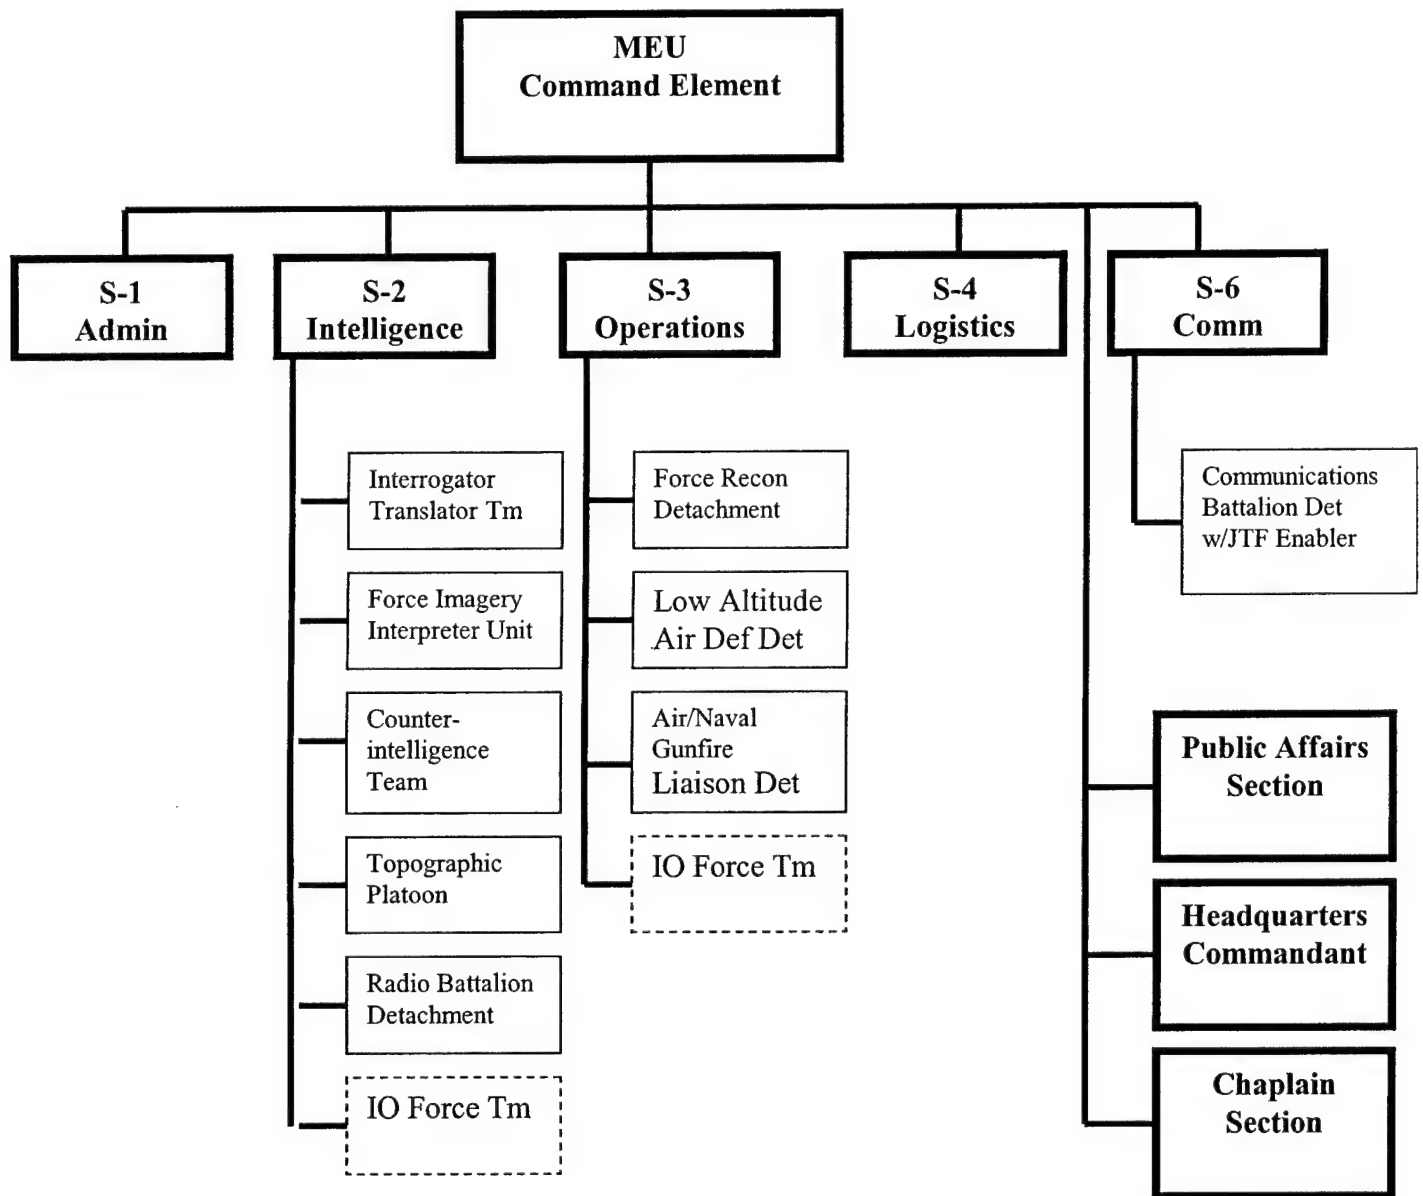 MEU
Command Element
S-1
Admin
S-2
Intelligence
S-3
Operations
S-4
Logistics
S-6
Comm
Interrogator
Translator Tm
Force Imagery
Interpreter Unit
Counter-
intelligence
Team
Topographic
Platoon
Radio Battalion
Detachment
IO Force Tm
Force Recon
Detachment
Low Altitude
Air Def Det
Air/Naval
Gunfire
Liaison Det
IO Force Tm
Communications
Battalion Det
w/JTF Enabler
Public Affairs
Section
Headquarters
Commandant
Chaplain
Section